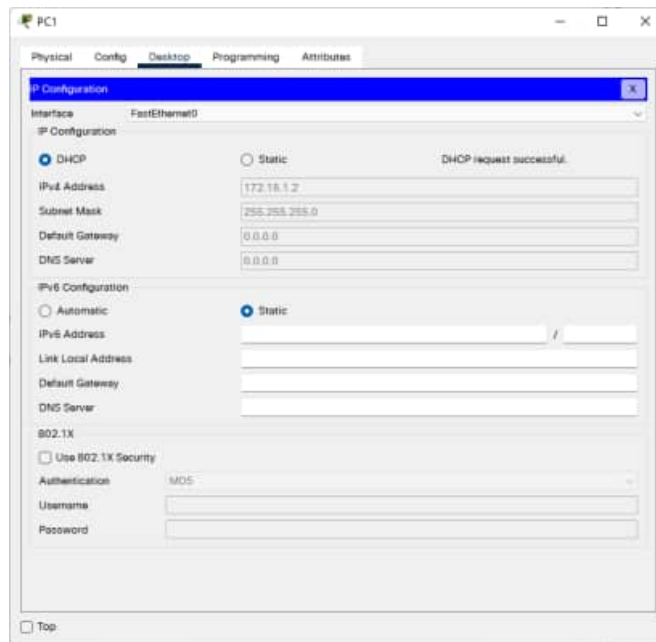 PC1
Physical Config Desktop Programming Attributes
IP Configuration X
Interface FastEthernet0
IP Configuration
DHCP Static DHCP request successful.
IPv4 Address 172.16.1.2
Subnet Mask 255.255.255.0
Default Gateway 0.0.0.0
DNS Server 0.0.0.0
IPv6 Configuration
Automatic Static
IPv6 Address /
Link Local Address
Default Gateway
DNS Server
802.1X
Use 802.1X Security
Authentication MD5
Username
Password
Top